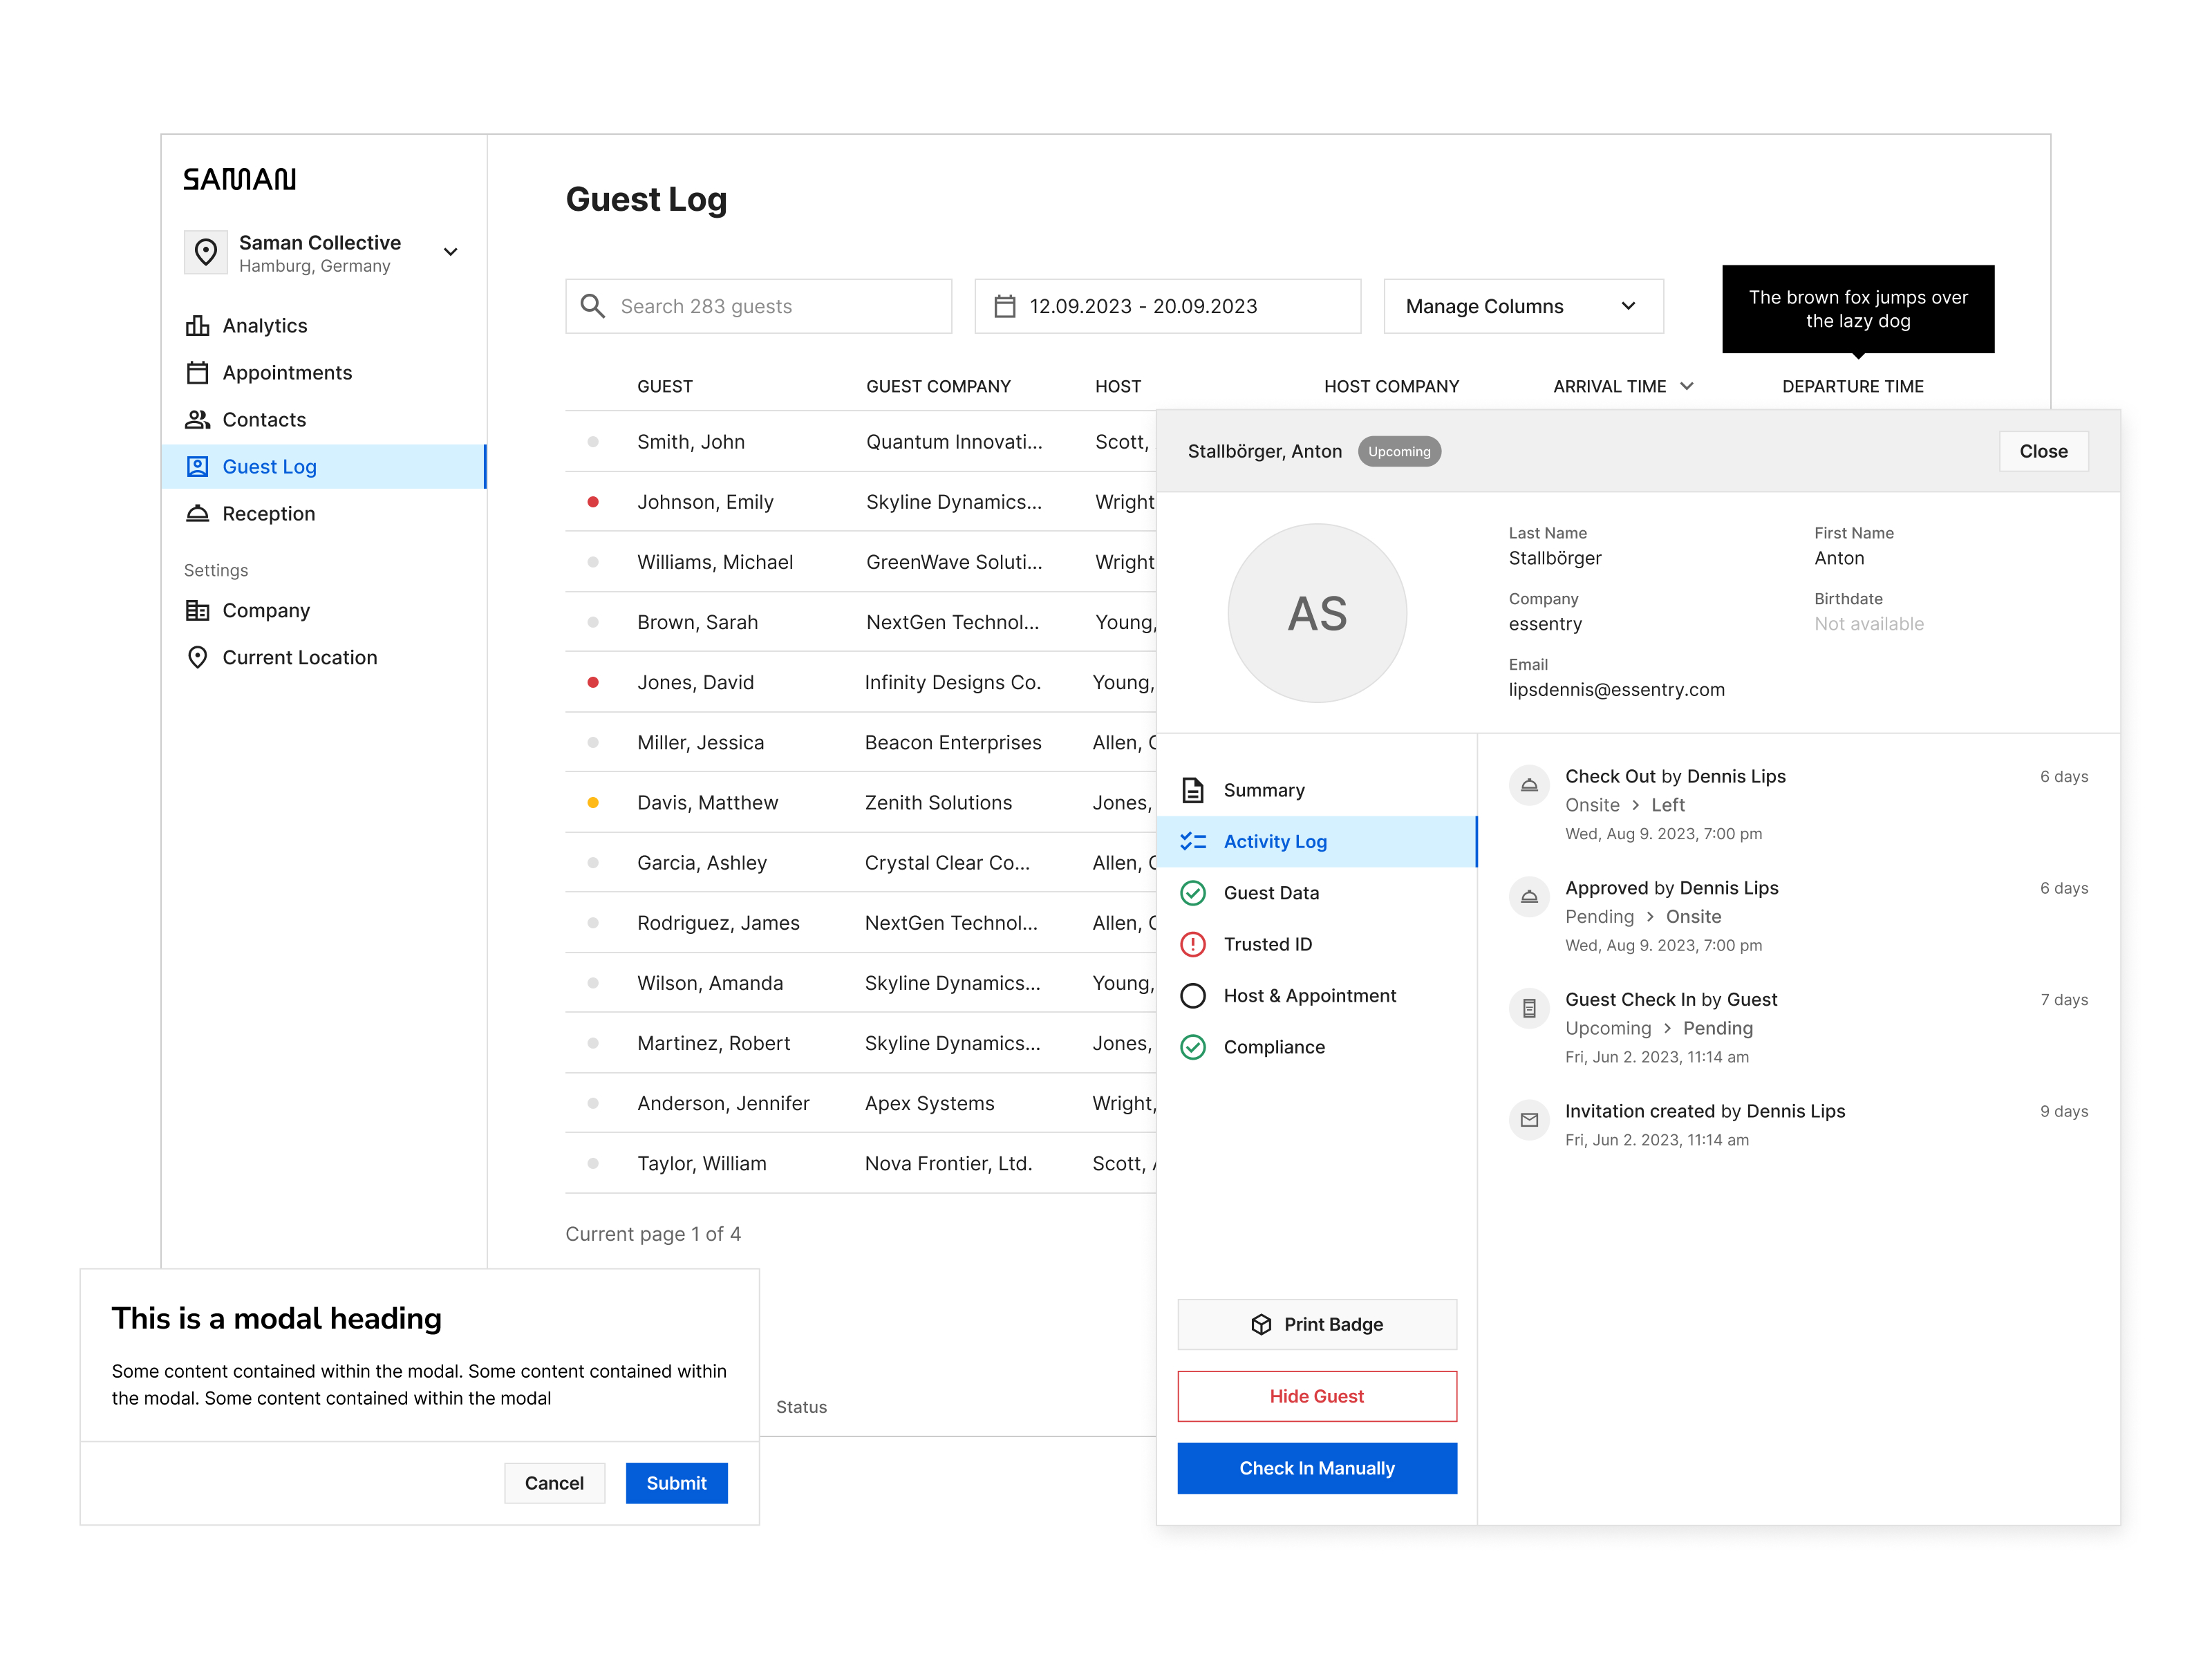 SAMAN
Saman Collective
Hamburg, Germany
Analytics
Appointments
Contacts
Guest Log
Reception
Settings
Company
Current Location
Guest Log
Search 283 guests
12.09.2023 - 20.09.2023
Manage Columns
The brown fox jumps over
the lazy dog
GUEST GUEST COMPANY HOST HOST COMPANY ARRIVAL TIME DEPARTURE TIME
Smith, John Quantum Innovati... Scott,
Johnson, Emily Skyline Dynamics... Wright
Williams, Michael GreenWave Soluti... Wright
Brown, Sarah NextGen Technol... Young,
Jones, David Infinity Designs Co. Young,
Miller, Jessica Beacon Enterprises Allen,
Davis, Matthew Zenith Solutions Jones,
Garcia, Ashley Crystal Clear Co... Allen,
Rodriguez, James NextGen Technol... Allen,
Wilson, Amanda Skyline Dynamics... Young,
Martinez, Robert Skyline Dynamics... Jones,
Anderson, Jennifer Apex Systems Wright,
Taylor, William Nova Frontier, Ltd. Scott,
Current page 1 of 4
Status
Stallbörger, Anton Upcoming Close
AS
Last Name First Name
Stallbörger Anton
Company Birthdate
essentry Not available
Email
lipsdennis@essentry.com
Summary
Activity Log
Guest Data
Trusted ID
Host & Appointment
Compliance
Print Badge
Hide Guest
Check In Manually
Check Out by Dennis Lips 6 days
Onsite > Left
Wed, Aug 9. 2023, 7:00 pm
Approved by Dennis Lips 6 days
Pending > Onsite
Wed, Aug 9. 2023, 7:00 pm
Guest Check In by Guest 7 days
Upcoming > Pending
Fri, Jun 2. 2023, 11:14 am
Invitation created by Dennis Lips 9 days
Fri, Jun 2. 2023, 11:14 am
This is a modal heading
Some content contained within the modal. Some content contained within
the modal. Some content contained within the modal
Cancel Submit